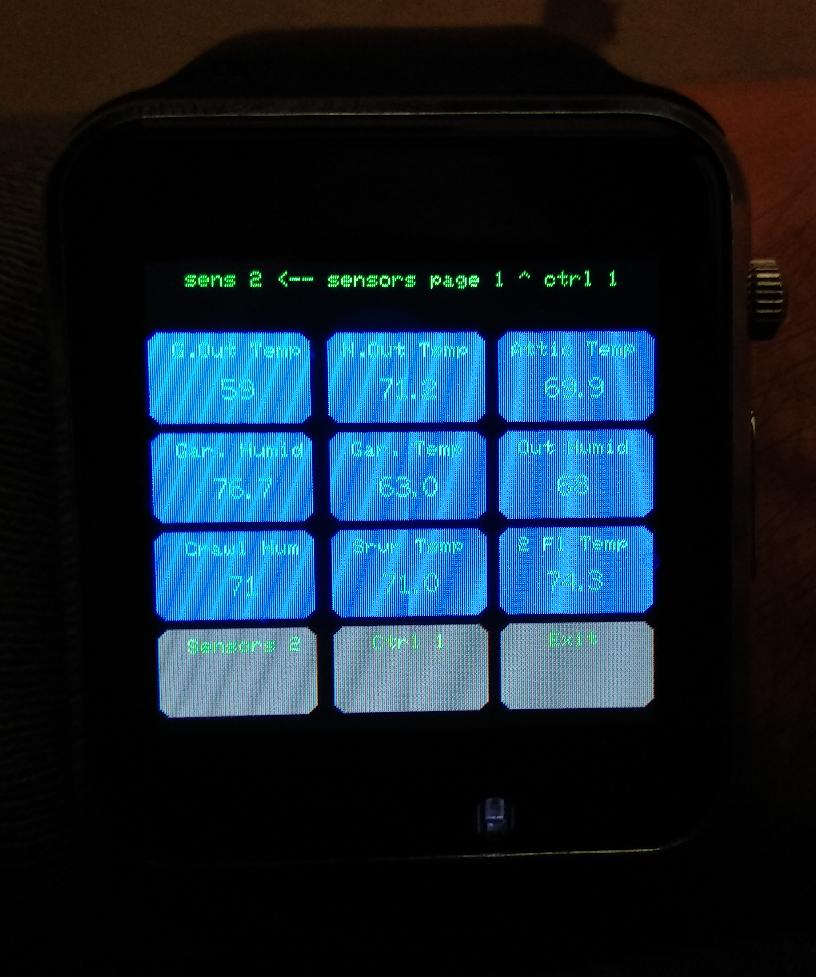 sens 2 <-- sensors page 1 ^ ctrl 1
S.Out Temp N.Out Temp Attic Temp
59 71.2 69.9
Gar. Humid Gar. Temp Out Humid
76.7 63.0 68
Crawl Hum Srvr Temp 2 Fl Temp
71 71.0 74.3
Sensors 2 Ctrl 1 Exit